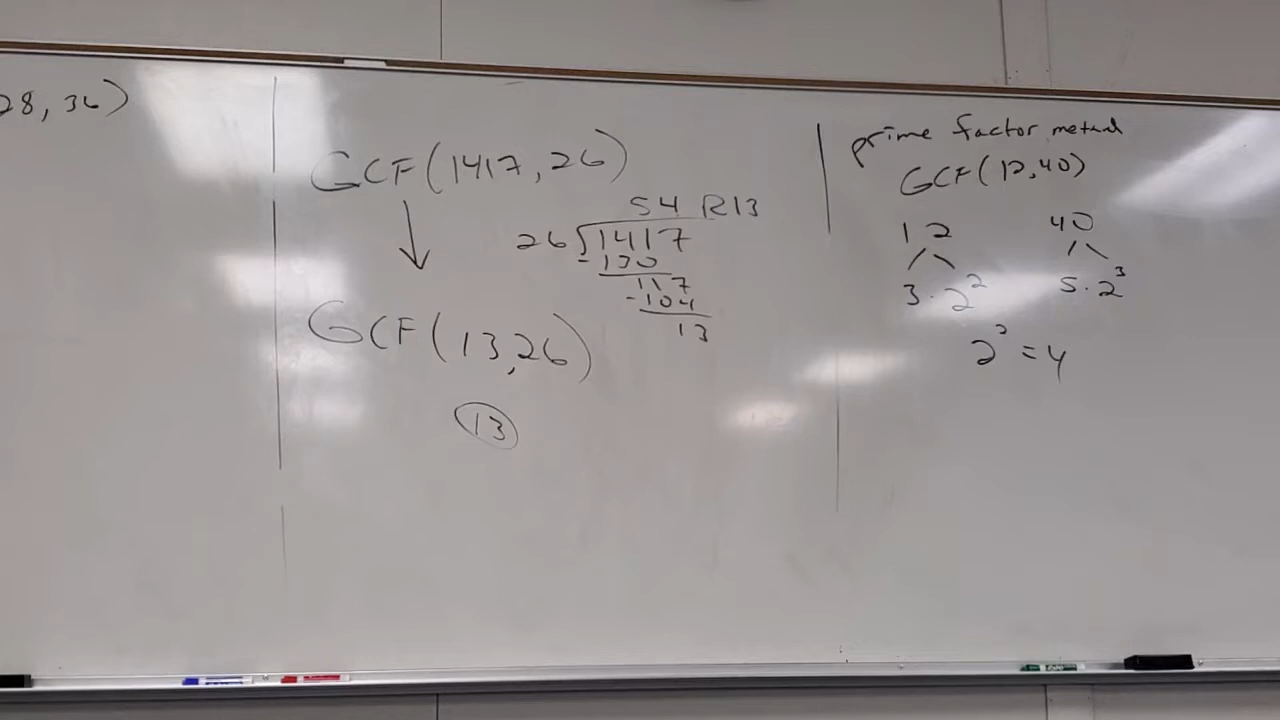 28, 36)
GCF(1417, 26)
54 R13
26 1417
-130
117
-104
13
GCF(13, 26)
13
prime factor method
GCF(12, 40)
12 40
3 · 2² 5 · 2³
2² = 4